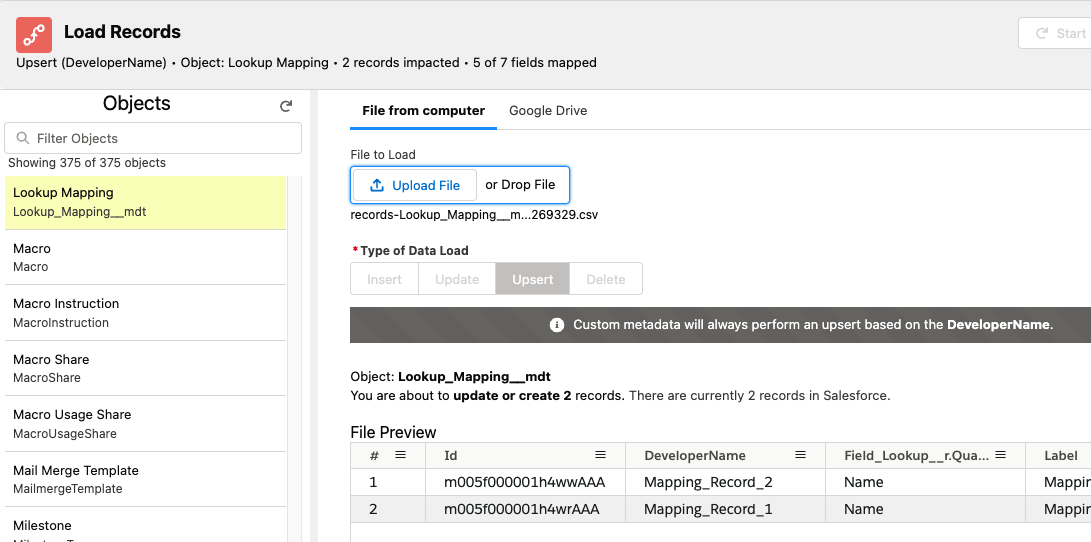 Load Records
Start
Upsert (DeveloperName) • Object: Lookup Mapping • 2 records impacted • 5 of 7 fields mapped
Objects
Filter Objects
Showing 375 of 375 objects
Lookup Mapping
Lookup_Mapping__mdt
Macro
Macro
Macro Instruction
MacroInstruction
Macro Share
MacroShare
Macro Usage Share
MacroUsageShare
Mail Merge Template
MailmergeTemplate
Milestone
File from computer Google Drive
File to Load
Upload File or Drop File
records-Lookup_Mapping__m...269329.csv
* Type of Data Load
Insert Update Upsert Delete
Custom metadata will always perform an upsert based on the DeveloperName.
Object: Lookup_Mapping__mdt
You are about to update or create 2 records. There are currently 2 records in Salesforce.
File Preview
# Id DeveloperName Field_Lookup__r.Qua... Label
1 m005f000001h4wwAAA Mapping_Record_2 Name Mappin
2 m005f000001h4wrAAA Mapping_Record_1 Name Mappin